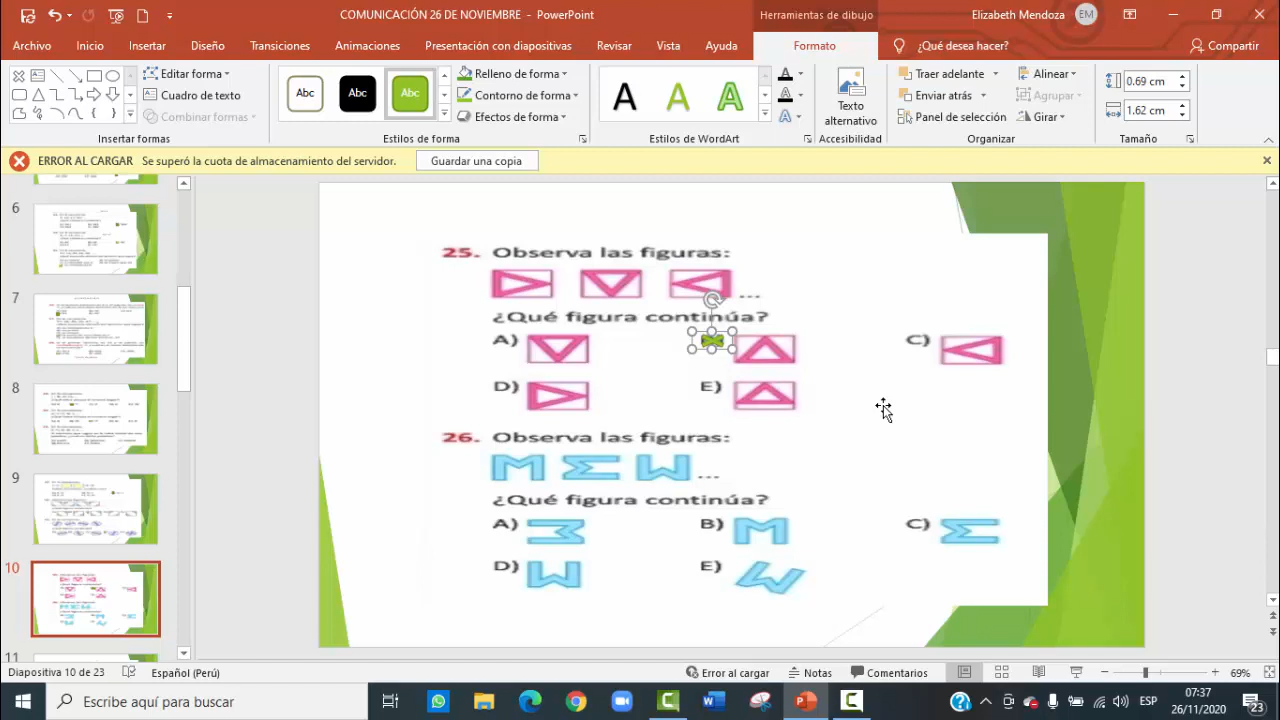 COMUNICACIÓN 26 DE NOVIEMBRE - PowerPoint
Herramientas de dibujo
Elizabeth Mendoza
EM
Archivo
Inicio
Insertar
Diseño
Transiciones
Animaciones
Presentación con diapositivas
Revisar
Vista
Ayuda
Formato
¿Qué desea hacer?
Compartir
Editar forma
Cuadro de texto
Combinar formas
Insertar formas
Abc
Abc
Abc
Relleno de forma
Contorno de forma
Efectos de forma
Estilos de forma
A
A
A
A
A
A
Estilos de WordArt
Texto
alternativo
Accesibilidad
Traer adelante
Enviar atrás
Panel de selección
Alinear
Agrupar
Girar
Organizar
0.69 cm
1.62 cm
Tamaño
ERROR AL CARGAR Se superó la cuota de almacenamiento del servidor.
Guardar una copia
6
7
8
9
10
11
25. Observa las figuras:
...
¿Qué figura continúa?
A)
C)
D)
E)
26. Observa las figuras:
...
¿Qué figura continúa?
A)
B)
C)
D)
E)
Diapositiva 10 de 23
Español (Perú)
Error al cargar
Notas
Comentarios
69%
Escribe aquí para buscar
ESP
07:37
26/11/2020
23